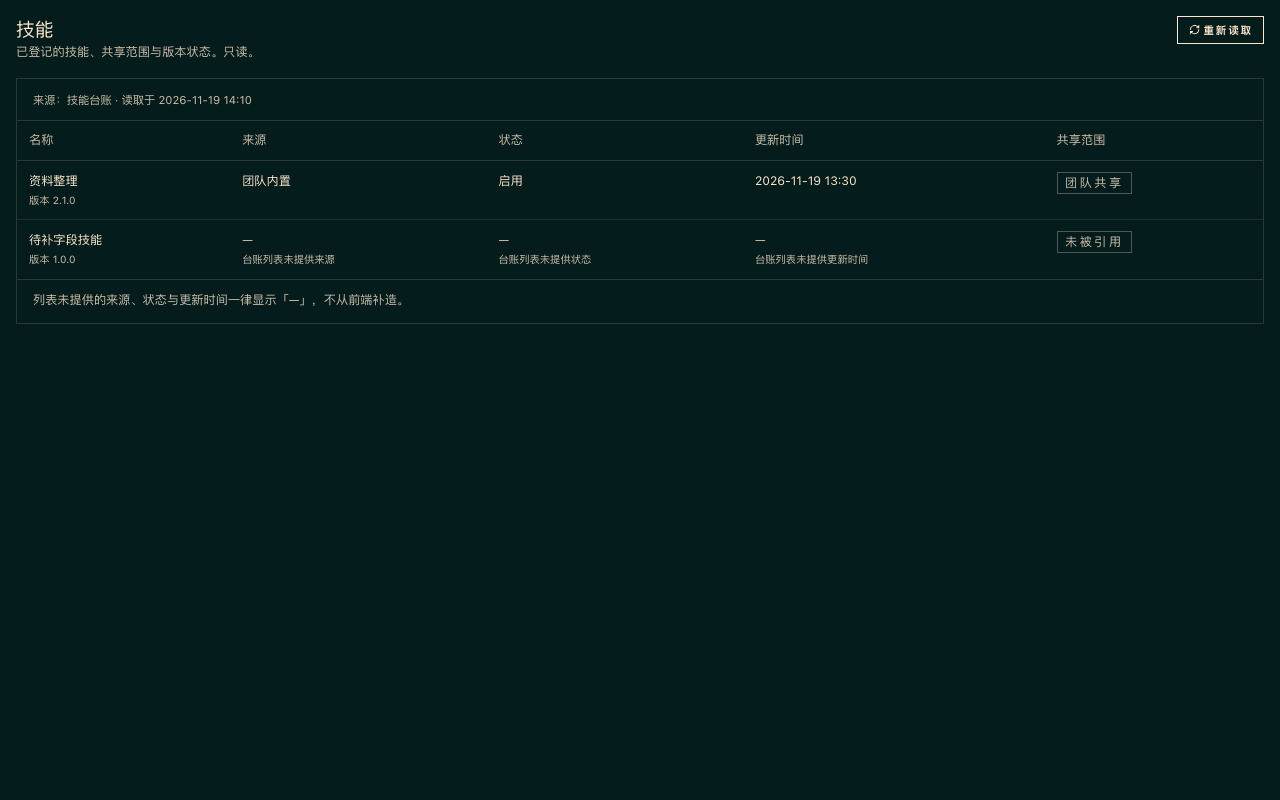 技能
已登记的技能、共享范围与版本状态。只读。
重新读取
来源：技能台账 · 读取于 2026-11-19 14:10
名称 来源 状态 更新时间 共享范围
资料整理 团队内置 启用 2026-11-19 13:30 团队共享
版本 2.1.0
待补字段技能 — — — 未被引用
版本 1.0.0 台账列表未提供来源 台账列表未提供状态 台账列表未提供更新时间
列表未提供的来源、状态与更新时间一律显示「—」，不从前端补造。